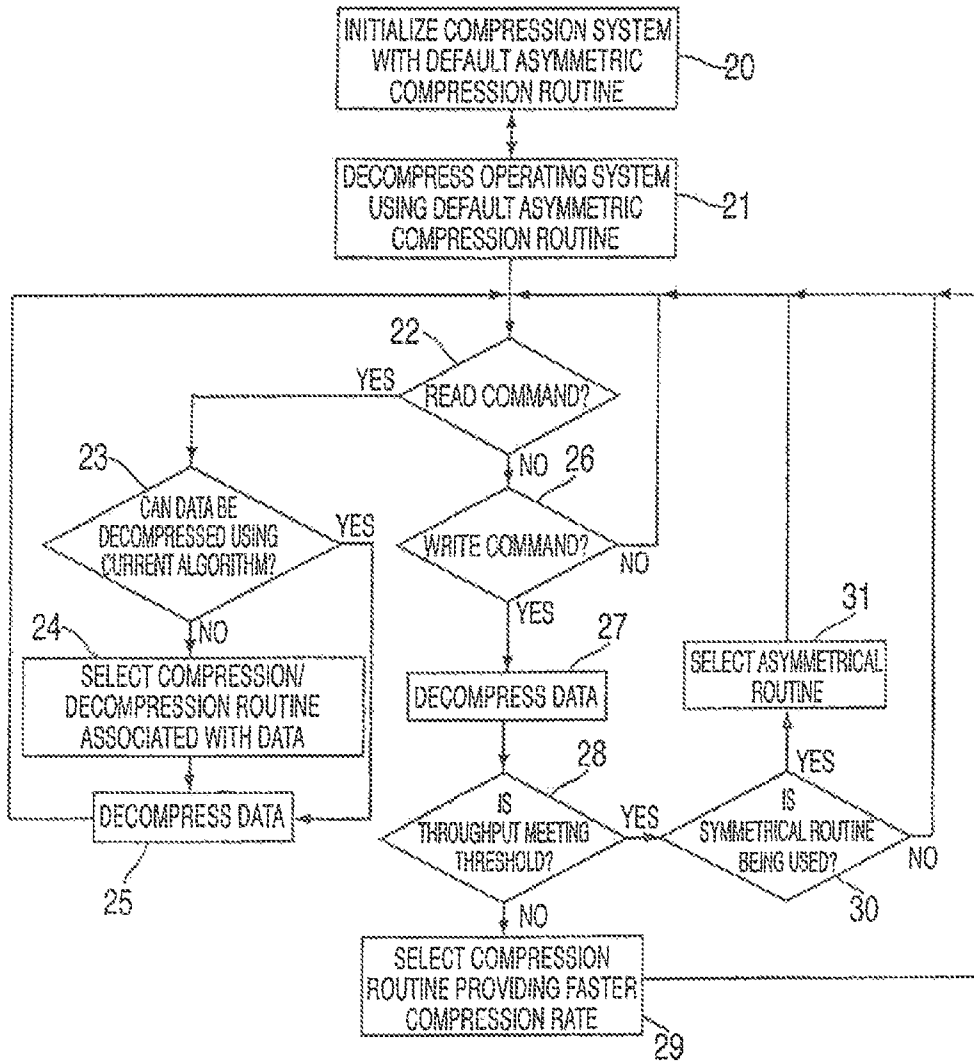 INITIALIZE COMPRESSION SYSTEM
WITH DEFAULT ASYMMETRIC
COMPRESSION ROUTINE
20
DECOMPRESS OPERATING SYSTEM
USING DEFAULT ASYMMETRIC
COMPRESSION ROUTINE
21
22
YES
READ COMMAND?
NO
23
CAN DATA BE
DECOMPRESSED USING
CURRENT ALGORITHM?
YES
NO
26
WRITE COMMAND?
NO
YES
24
SELECT COMPRESSION/
DECOMPRESSION ROUTINE
ASSOCIATED WITH DATA
DECOMPRESS DATA
25
27
DECOMPRESS DATA
28
IS
THROUGHPUT MEETING
THRESHOLD?
YES
NO
31
SELECT ASYMMETRICAL
ROUTINE
YES
IS
SYMMETRICAL ROUTINE
BEING USED?
NO
30
SELECT COMPRESSION
ROUTINE PROVIDING FASTER
COMPRESSION RATE
29